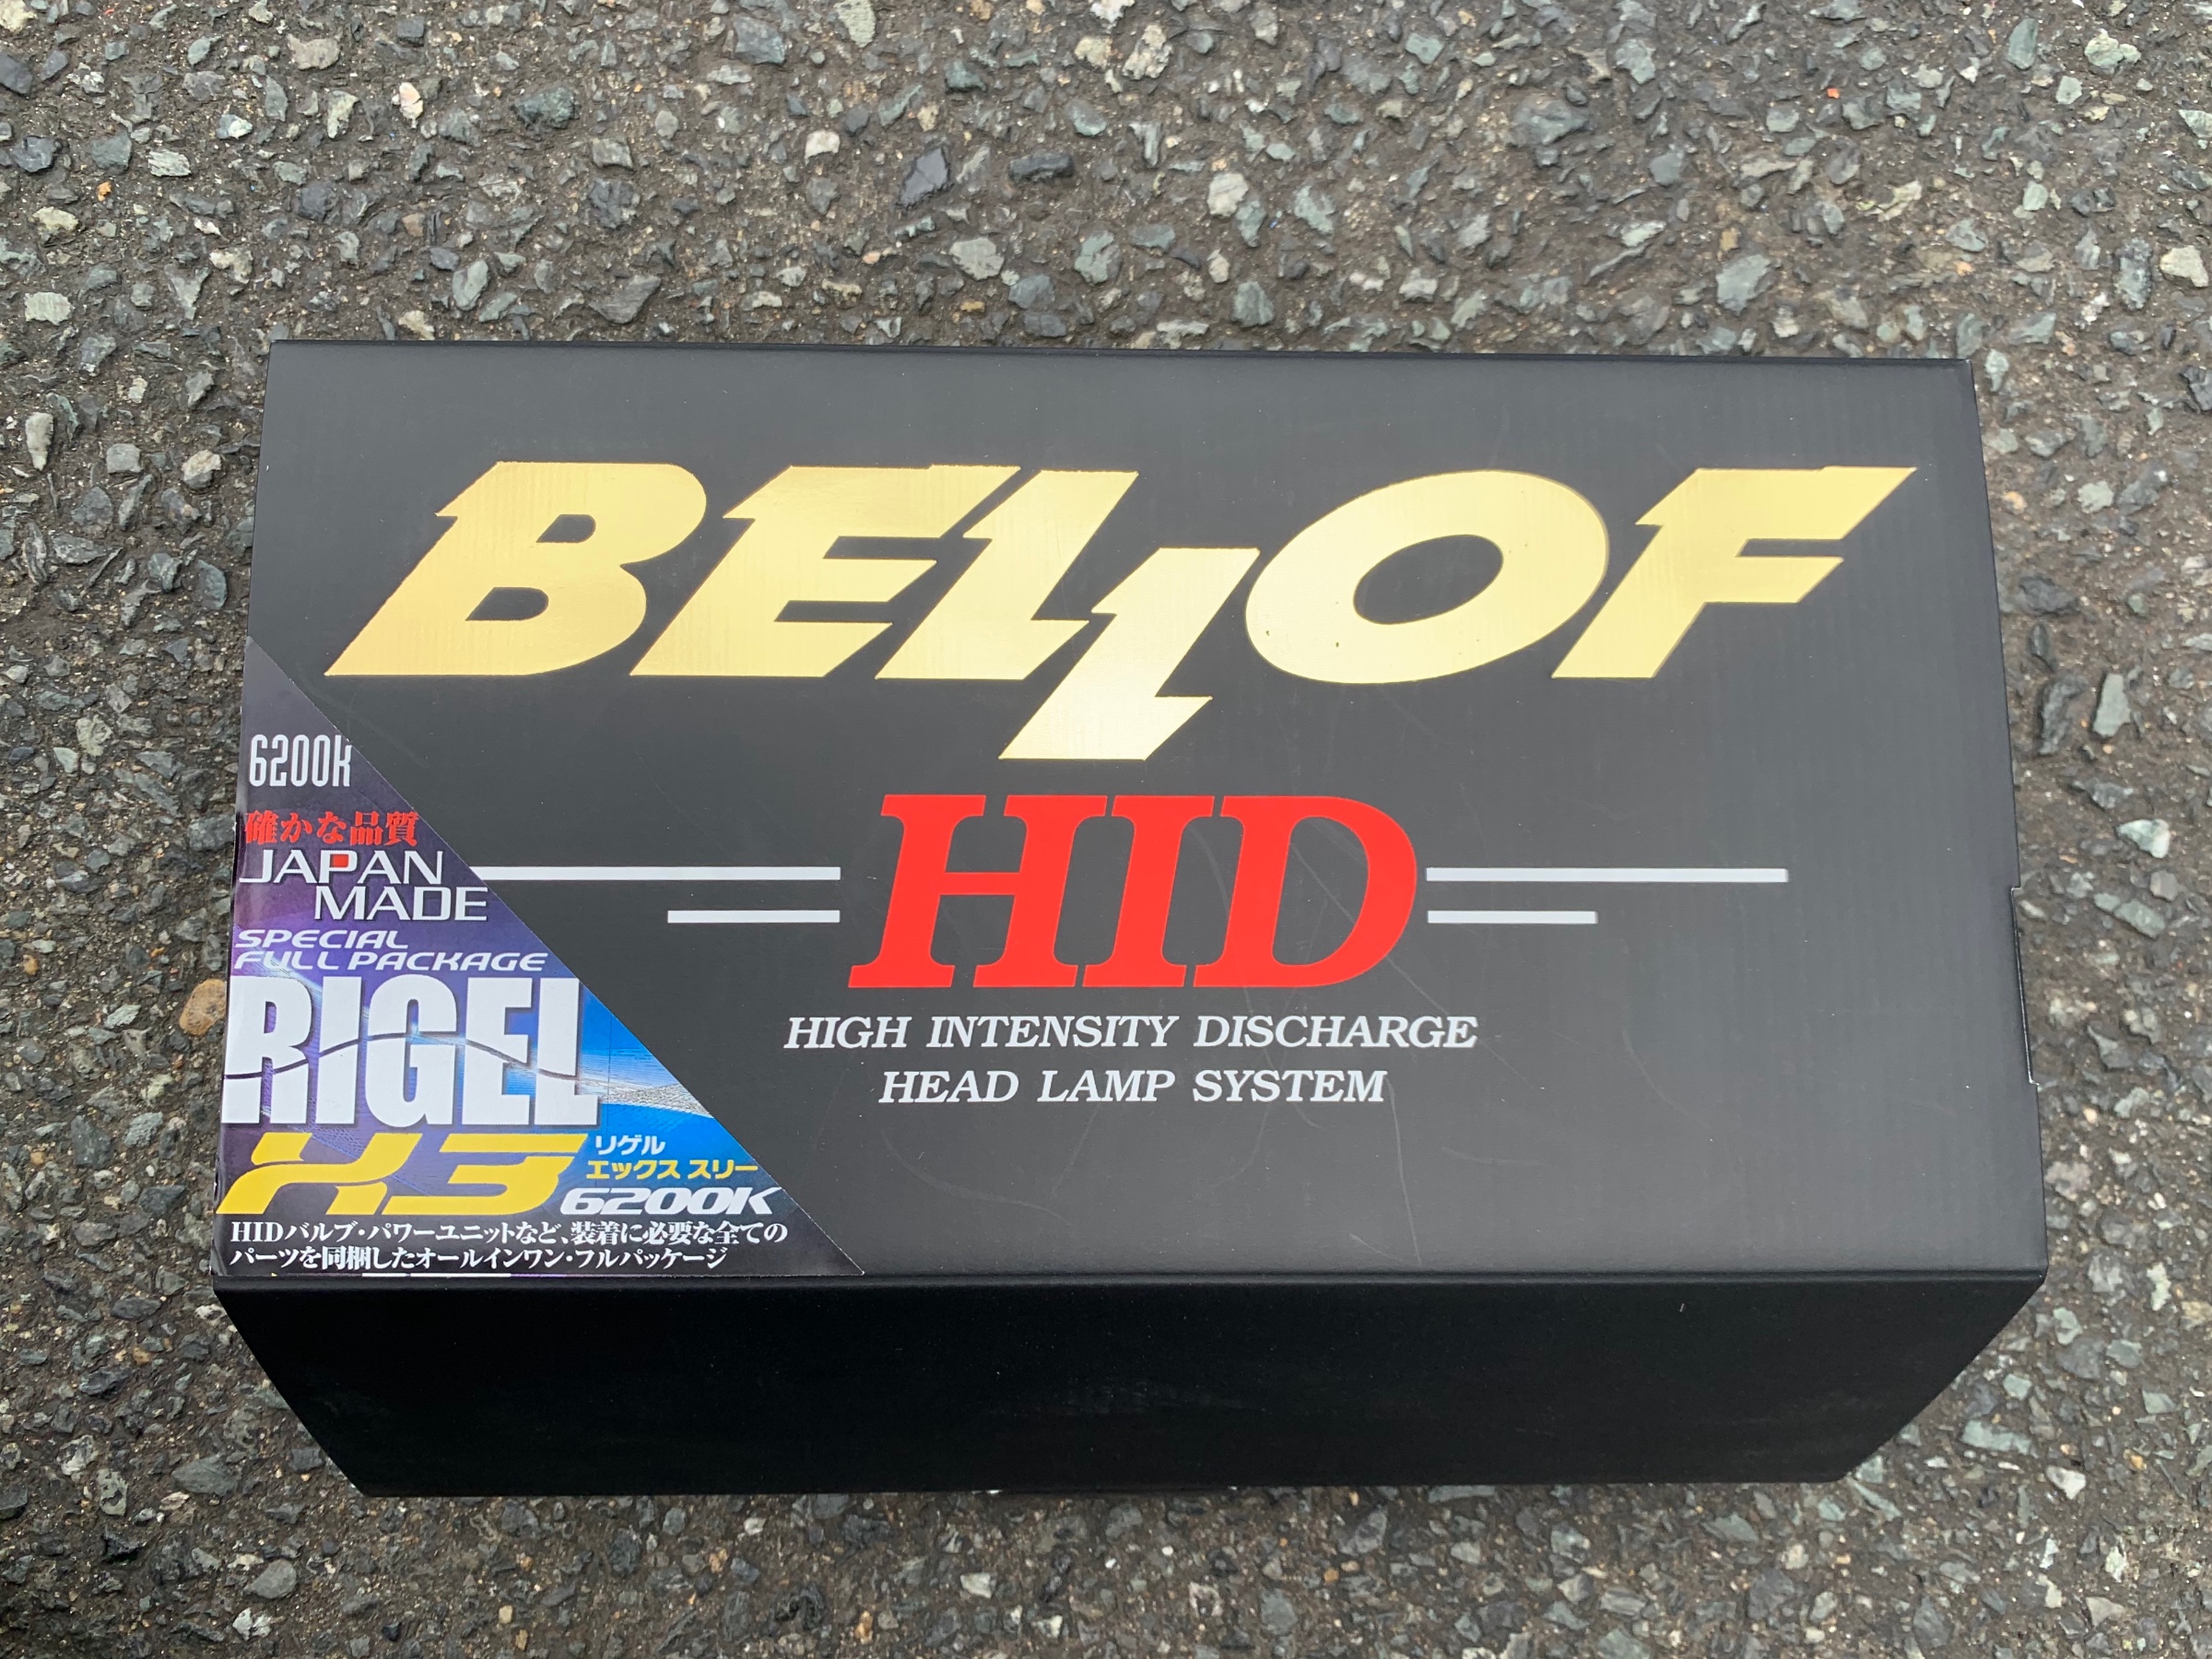 BELLOF
HID
HIGH INTENSITY DISCHARGE
HEAD LAMP SYSTEM
6200K
確かな品質
JAPAN
MADE
SPECIAL
FULL PACKAGE
RIGEL
X3
リゲル
エックス スリー
6200K
HIDバルブ・パワーユニットなど、装着に必要な全ての
パーツを同梱したオールインワン・フルパッケージ